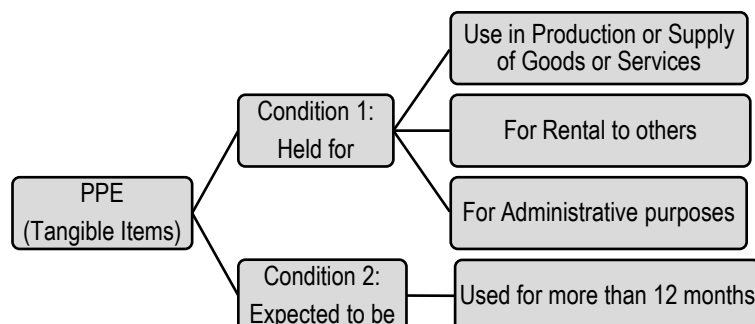 PPE
(Tangible Items)
Condition 1:
Held for
Use in Production or Supply
of Goods or Services
For Rental to others
For Administrative purposes
Condition 2:
Expected to be
Used for more than 12 months